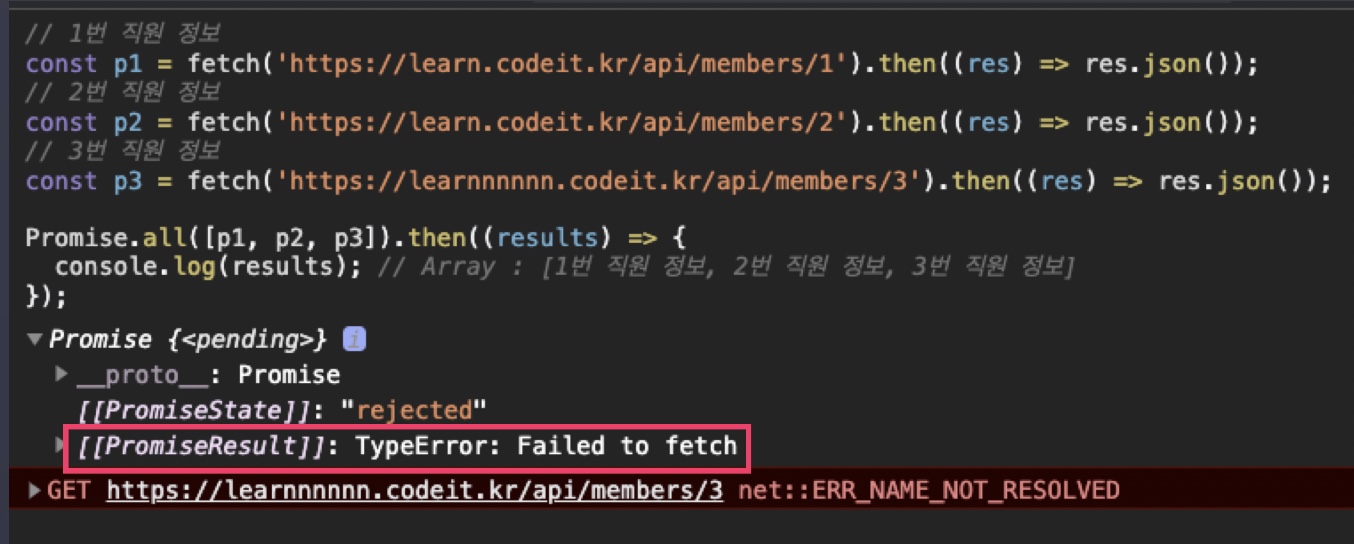 // 1번 직원 정보
const p1 = fetch('https://learn.codeit.kr/api/members/1').then((res) => res.json());
// 2번 직원 정보
const p2 = fetch('https://learn.codeit.kr/api/members/2').then((res) => res.json());
// 3번 직원 정보
const p3 = fetch('https://learnnnnnn.codeit.kr/api/members/3').then((res) => res.json());
Promise.all([p1, p2, p3]).then((results) => {
  console.log(results); // Array : [1번 직원 정보, 2번 직원 정보, 3번 직원 정보]
});
Promise {<pending>} i
__proto__: Promise
[[PromiseState]]: "rejected"
[[PromiseResult]]: TypeError: Failed to fetch
GET https://learnnnnnn.codeit.kr/api/members/3 net::ERR_NAME_NOT_RESOLVED